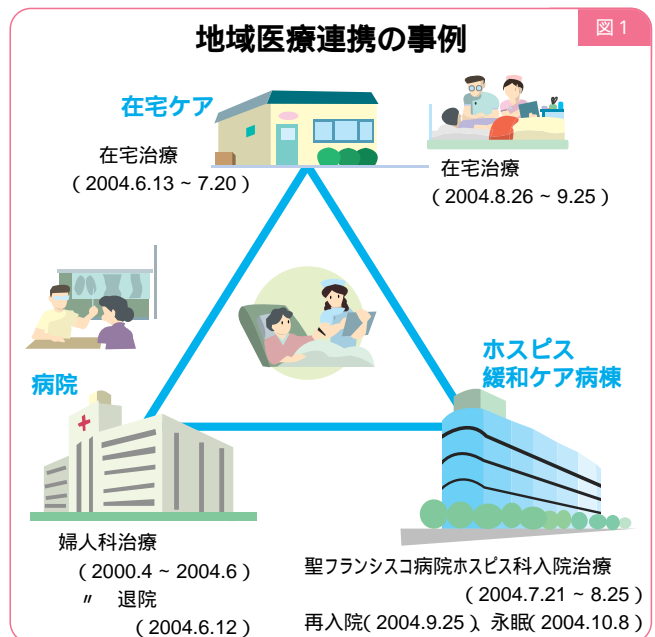 図1
地域医療連携の事例
在宅ケア
在宅治療
（2004.6.13 ~ 7.20）
在宅治療
（2004.8.26 ~ 9.25）
病院
ホスピス
緩和ケア病棟
婦人科治療
（2000.4 ~ 2004.6）
〃 退院
（2004.6.12）
聖フランシスコ病院ホスピス科入院治療
（2004.7.21 ~ 8.25）
再入院（2004.9.25）、永眠（2004.10.8）